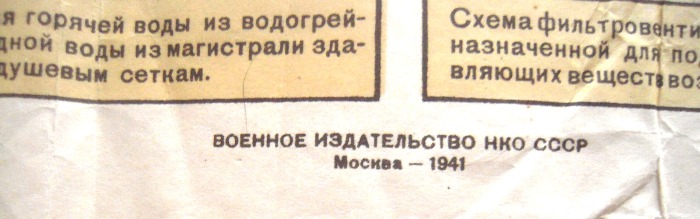 я горячей воды из водогрей-
дной воды из магистрали зда-
душевым сеткам.
Схема фильтровенти
назначенной для по
вляющих веществ воз
ВОЕННОЕ ИЗДАТЕЛЬСТВО НКО СССР
Москва — 1941